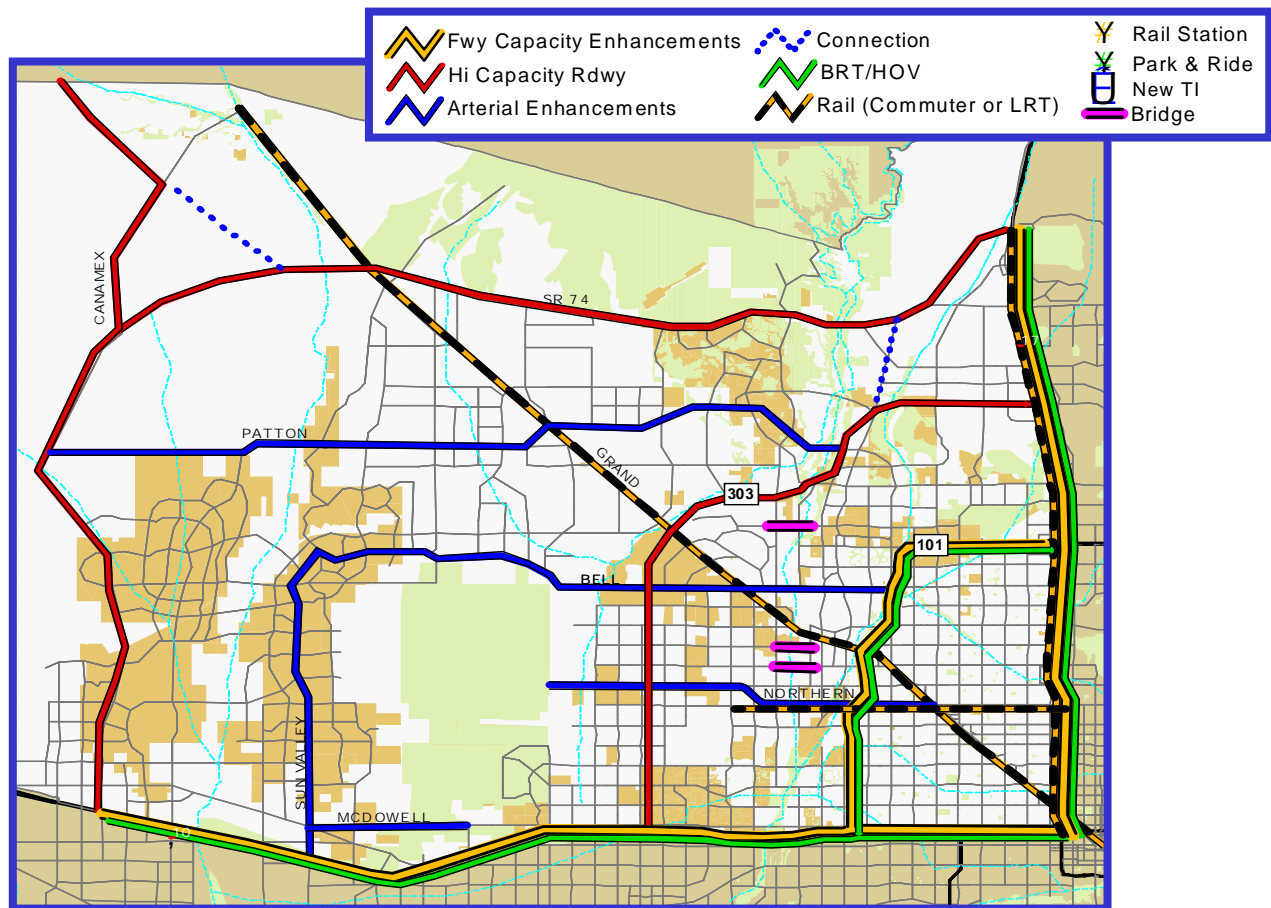 Fwy Capacity Enhancements
Hi Capacity Rdwy
Arterial Enhancements
Connection
BRT/HOV
Rail (Commuter or LRT)
Rail Station
Park & Ride
New TI
Bridge
CANAMEX
SR 74
PATTON
GRAND
303
101
BELL
NORTHERN
SUN VALLEY
MCDOWELL
10
17